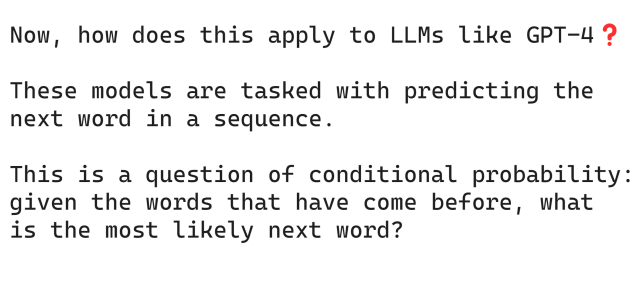 Now, how does this apply to LLMs like GPT-4❓
These models are tasked with predicting the
next word in a sequence.
This is a question of conditional probability:
given the words that have come before, what
is the most likely next word?